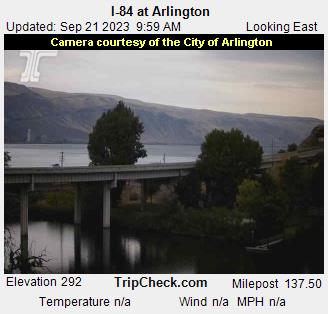 I-84 at Arlington
Updated: Sep 21 2023 9:59 AM Looking East
Camera courtesy of the City of Arlington
Elevation 292 TripCheck.com Milepost 137.50
Temperature n/a Wind n/a MPH n/a